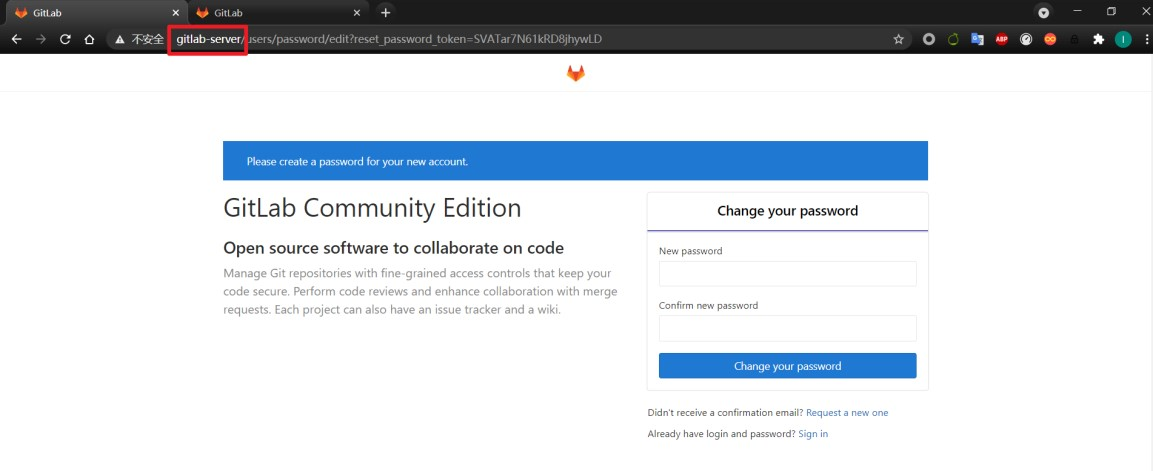 GitLab
GitLab
不安全 gitlab-server/users/password/edit?reset_password_token=SVATar7N61kRD8jhywLD
ABP
I
Please create a password for your new account.
GitLab Community Edition
Open source software to collaborate on code
Manage Git repositories with fine-grained access controls that keep your
code secure. Perform code reviews and enhance collaboration with merge
requests. Each project can also have an issue tracker and a wiki.
Change your password
New password
Confirm new password
Change your password
Didn't receive a confirmation email? Request a new one
Already have login and password? Sign in